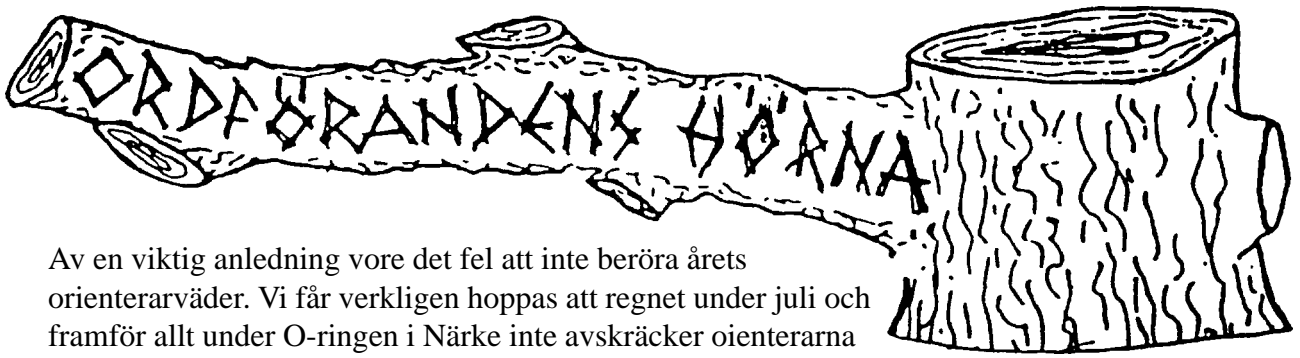 ORDFÖRANDENS HÖRNA
Av en viktig anledning vore det fel att inte beröra årets
orienterarväder. Vi får verkligen hoppas att regnet under juli och
framför allt under O-ringen i Närke inte avskräcker oienterarna